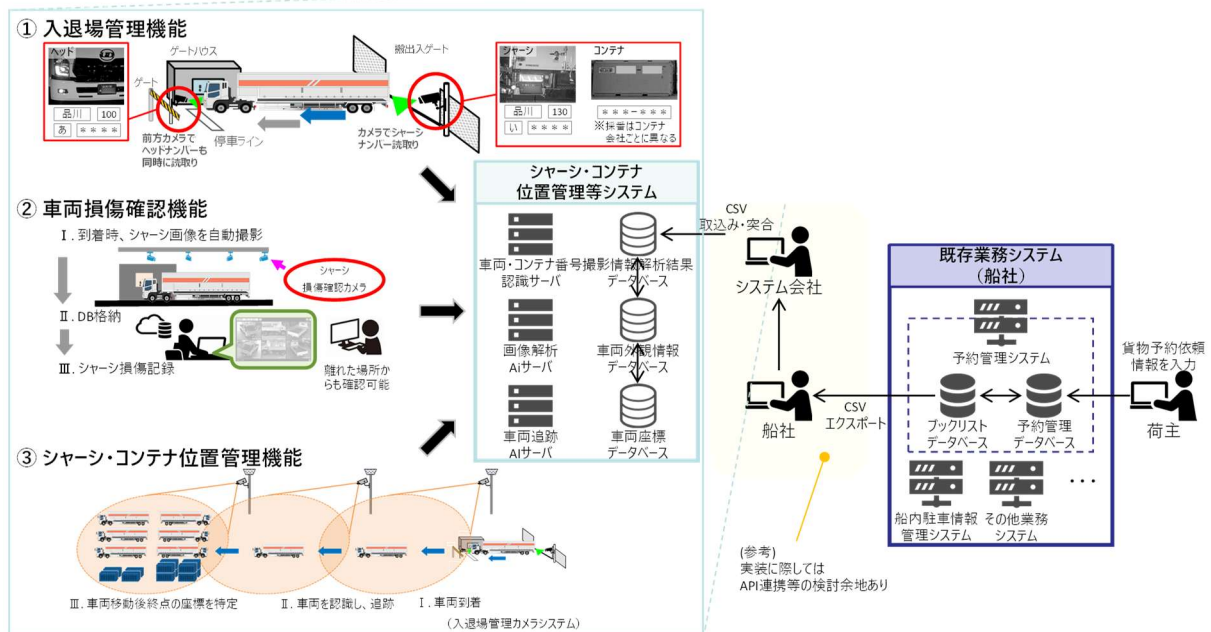 ① 入退場管理機能
ヘッド
ゲートハウス
搬出入ゲート
シャーシ
コンテナ
ゲート
品川 100
あ ****
品川 130
い ****
***-***
※採番はコンテナ
会社ごとに異なる
前方カメラで
ヘッドナンバーも
同時に読取り
停車ライン
カメラでシャーシ
ナンバー読取り
② 車両損傷確認機能
Ⅰ. 到着時、シャーシ画像を自動撮影
シャーシ
損傷確認カメラ
Ⅱ. DB格納
Ⅲ. シャーシ損傷記録
離れた場所か
らも確認可能
③ シャーシ・コンテナ位置管理機能
Ⅲ. 車両移動後終点の座標を特定
Ⅱ. 車両を認識し、追跡
Ⅰ. 車両到着
(入退場管理カメラシステム)
シャーシ・コンテナ
位置管理等システム
車両・コンテナ番号
認識サーバ
撮影情報解析結果
データベース
画像解析
Aiサーバ
車両外観情報
データベース
車両追跡
AIサーバ
車両座標
データベース
CSV
取込み・突合
システム会社
船社
CSV
エクスポート
既存業務システム
(船社)
予約管理システム
ブックリスト
データベース
予約管理
データベース
船内駐車情報
管理システム
その他業務
システム
・・・
貨物予約依頼
情報を入力
荷主
(参考)
実装に際しては
API連携等の検討余地あり